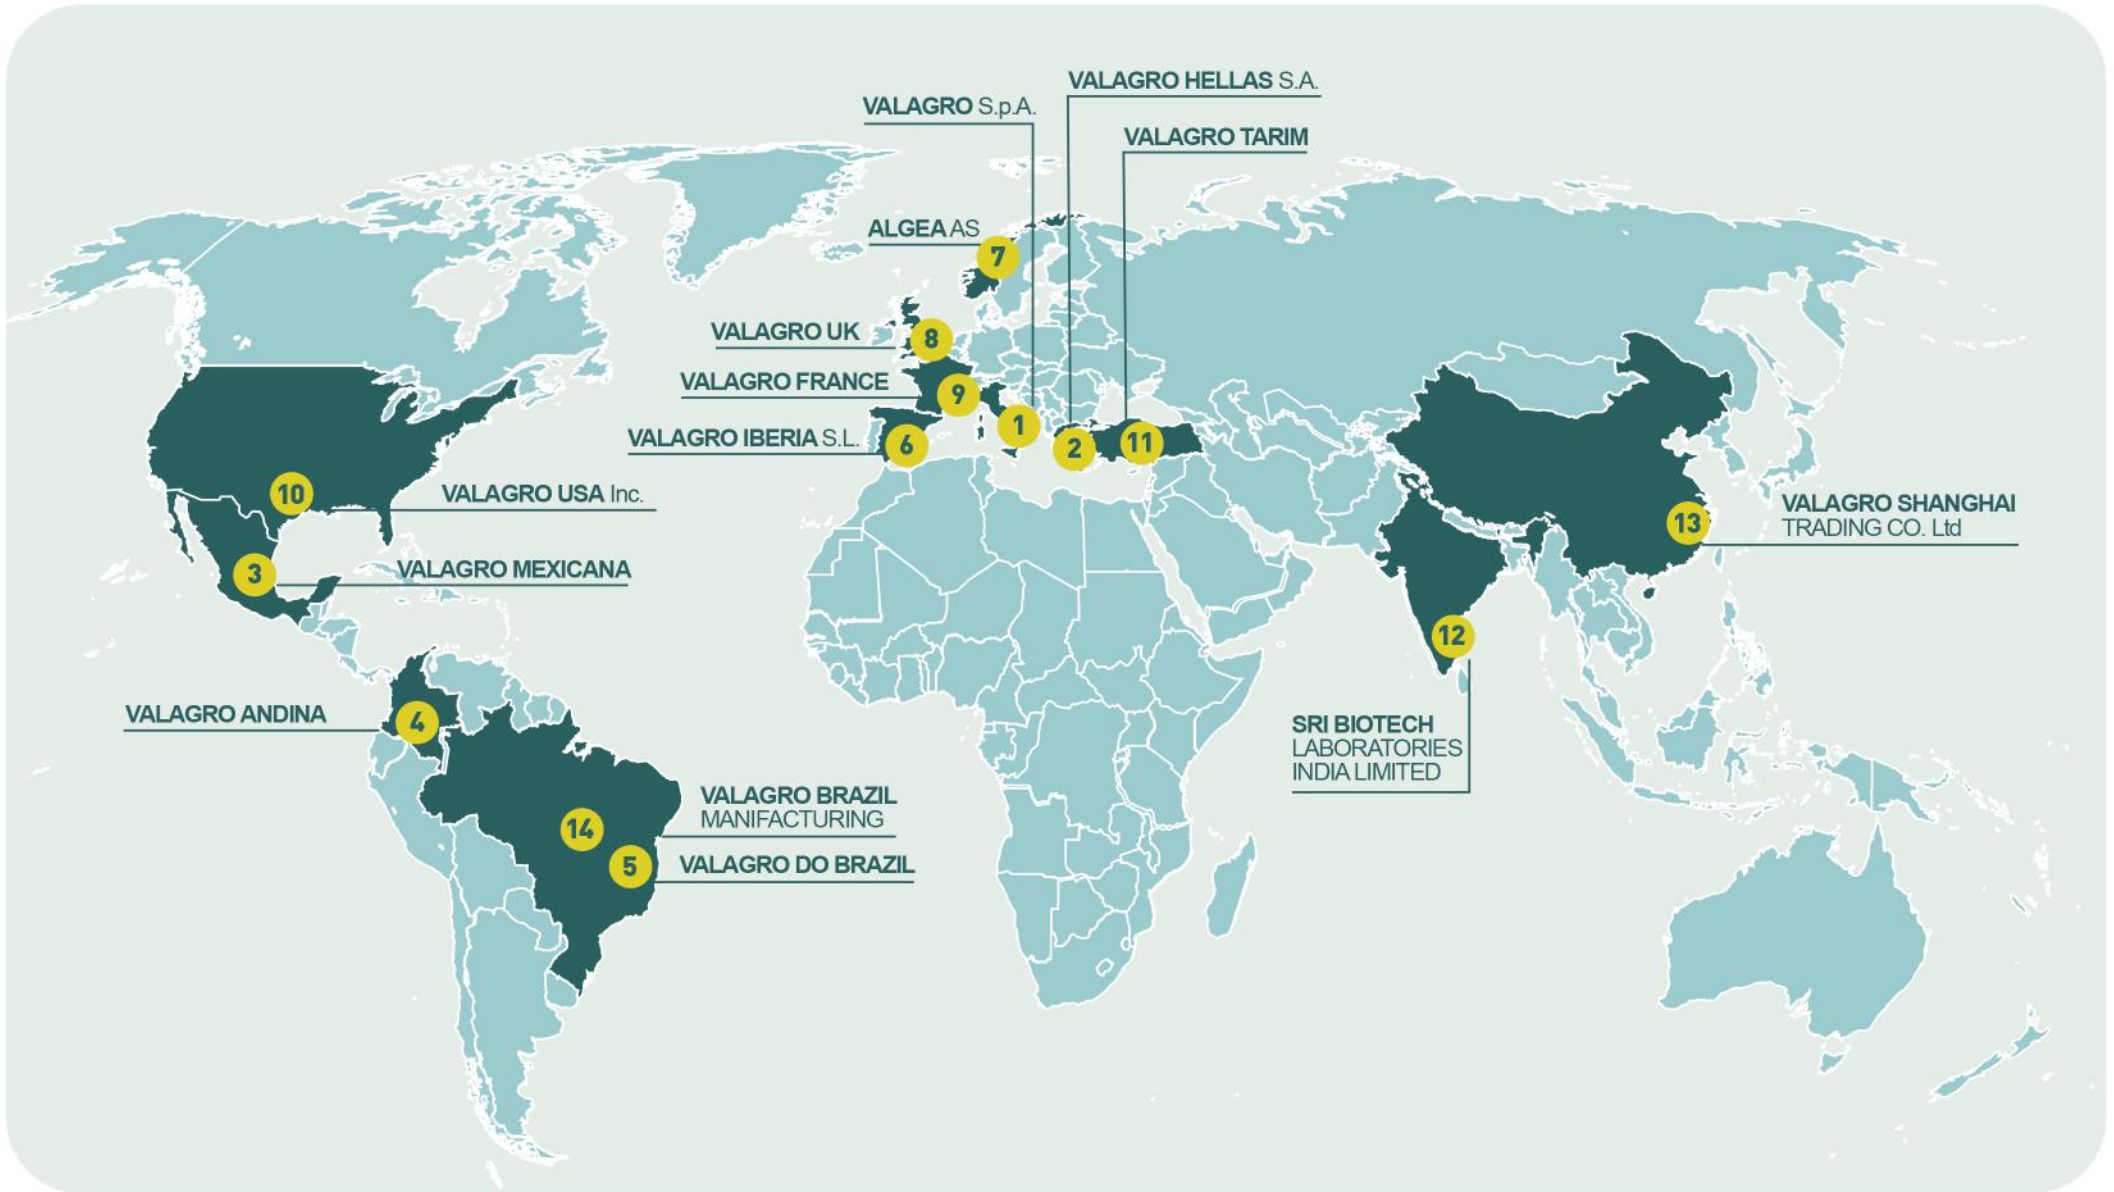 VALAGRO HELLAS S.A.
VALAGRO S.p.A.
VALAGRO TARIM
ALGEA AS
7
VALAGRO UK
8
VALAGRO FRANCE
9
1
VALAGRO IBERIA S.L.
6
2
11
10
VALAGRO USA Inc.
VALAGRO SHANGHAI
TRADING CO. Ltd
13
3
VALAGRO MEXICANA
12
VALAGRO ANDINA
4
SRI BIOTECH
LABORATORIES
INDIA LIMITED
VALAGRO BRAZIL
MANIFACTURING
14
5
VALAGRO DO BRAZIL